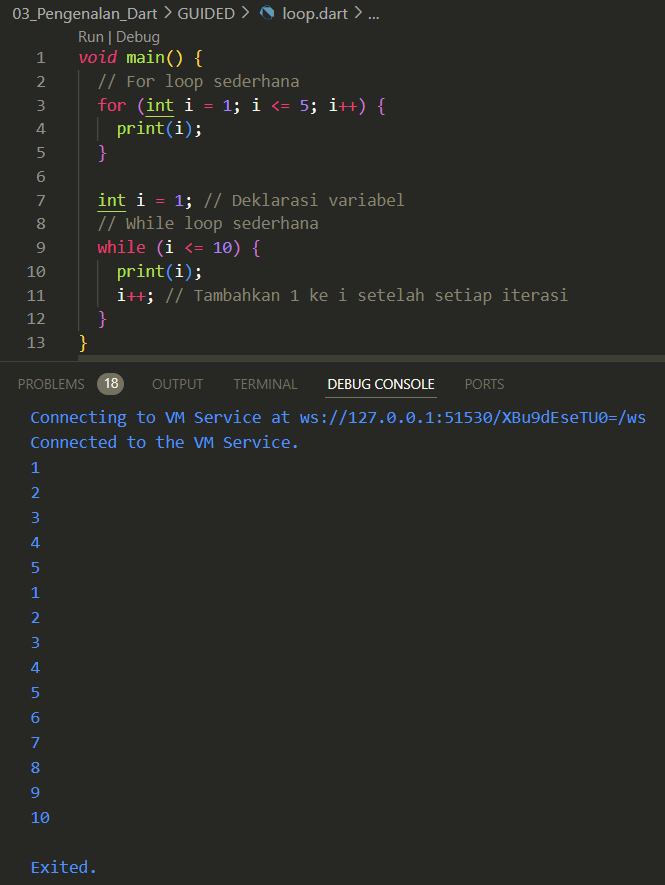 03_Pengenalan_Dart > GUIDED > loop.dart > ...
Run | Debug
1 void main() {
2   // For loop sederhana
3   for (int i = 1; i <= 5; i++) {
4     print(i);
5   }
6
7   int i = 1; // Deklarasi variabel
8   // While loop sederhana
9   while (i <= 10) {
10     print(i);
11     i++; // Tambahkan 1 ke i setelah setiap iterasi
12   }
13 }
PROBLEMS 18 OUTPUT TERMINAL DEBUG CONSOLE PORTS
Connecting to VM Service at ws://127.0.0.1:51530/XBu9dEseTU0=/ws
Connected to the VM Service.
1
2
3
4
5
1
2
3
4
5
6
7
8
9
10
Exited.